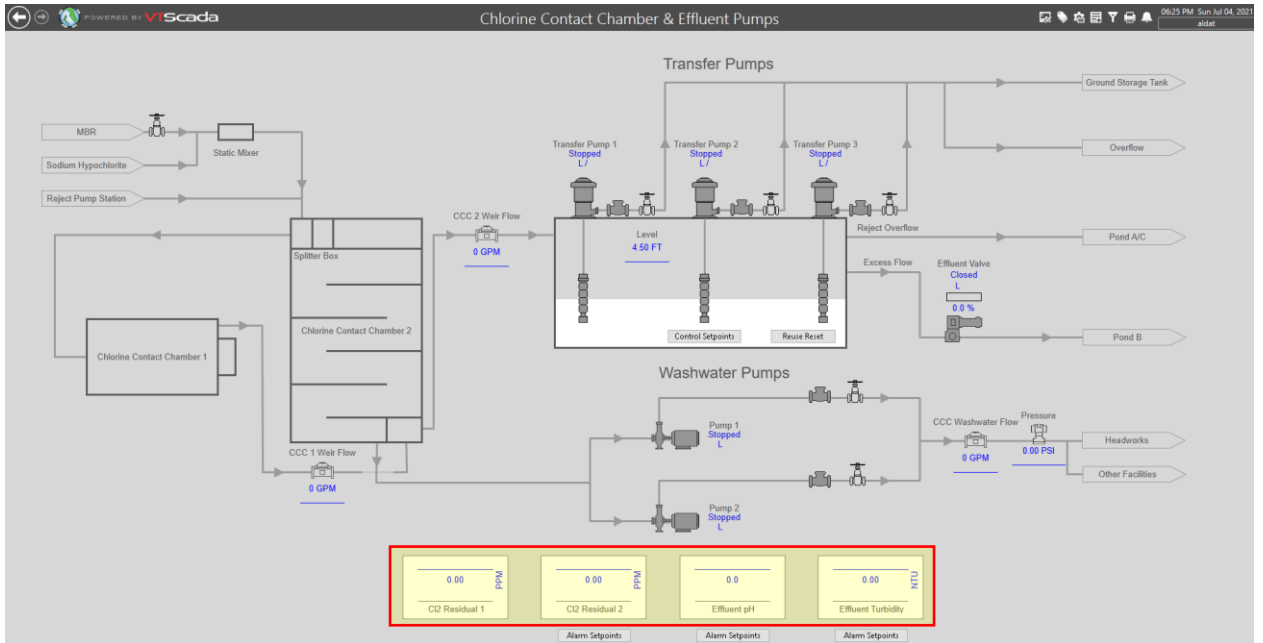 POWERED BY VTScada
Chlorine Contact Chamber & Effluent Pumps
06:25 PM Sun Jul 04, 2021
aldat
Transfer Pumps
Ground Storage Tank
MBR
Static Mixer
Overflow
Transfer Pump 1
Stopped
L /
Transfer Pump 2
Stopped
L /
Transfer Pump 3
Stopped
L /
Sodium Hypochlorite
Reject Pump Station
CCC 2 Weir Flow
0 GPM
Level
4.50 FT
Reject Overflow
Pond A/C
Splitter Box
Excess Flow
Effluent Valve
Closed
L
0.0 %
Chlorine Contact Chamber 2
Control Setpoints
Reuse Reset
Pond B
Chlorine Contact Chamber 1
Washwater Pumps
CCC Washwater Flow
0 GPM
Pressure
0.00 PSI
Pump 1
Stopped
L
Headworks
Other Facilities
CCC 1 Weir Flow
0 GPM
Pump 2
Stopped
L
0.00 PPM
Cl2 Residual 1
0.00 PPM
Cl2 Residual 2
0.0
Effluent pH
0.00 NTU
Effluent Turbidity
Alarm Setpoints
Alarm Setpoints
Alarm Setpoints